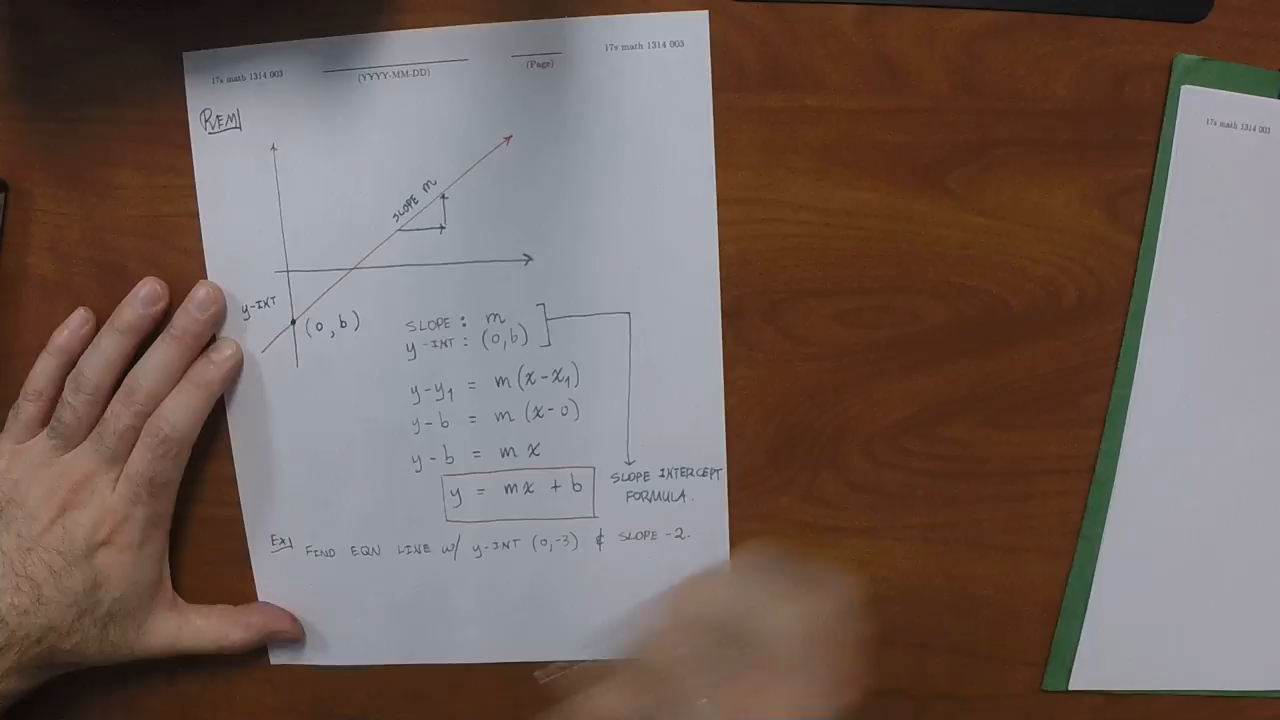 17s math 1314 003
(YYYY-MM-DD)
(Page)
17s math 1314 003
REM
SLOPE m
y-INT
(0, b)
SLOPE: m
y-INT: (0,b)
y-y₁ = m(x-x₁)
y-b = m(x-0)
y-b = mx
y = mx + b
SLOPE INTERCEPT
FORMULA.
Ex) FIND EQN LINE w/ y-INT (0,-3) & SLOPE -2.
17s math 1314 003